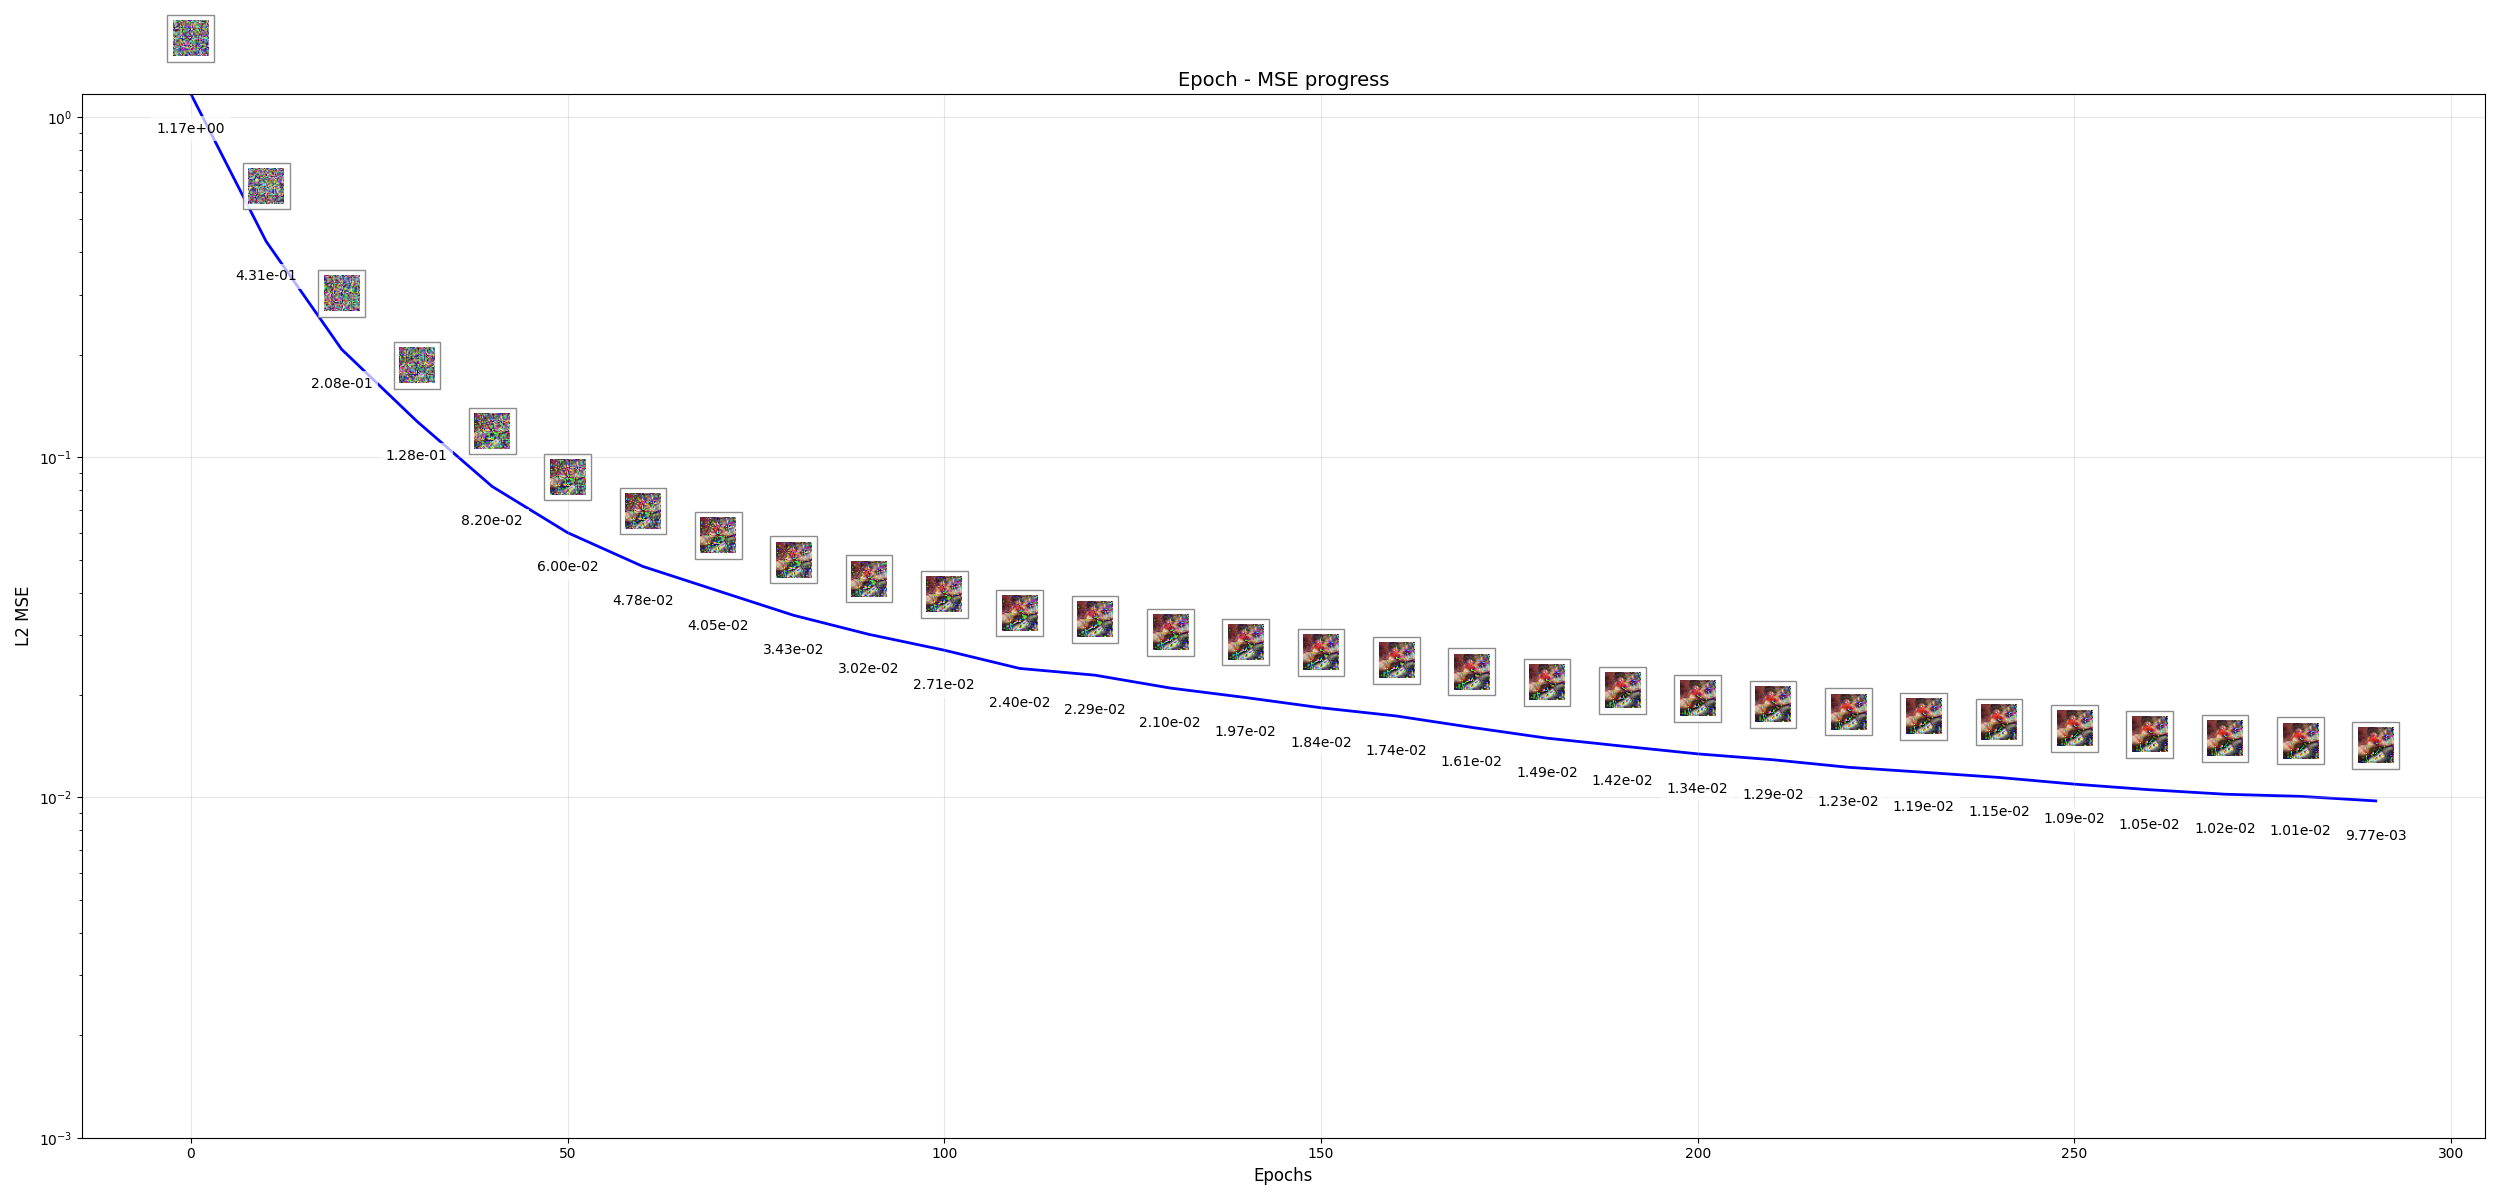 Epoch - MSE progress
10⁰
10⁻¹
10⁻²
10⁻³
L2 MSE
1.17e+00
4.31e-01
2.08e-01
1.28e-01
8.20e-02
6.00e-02
4.78e-02
4.05e-02
3.43e-02
3.02e-02
2.71e-02
2.40e-02
2.29e-02
2.10e-02
1.97e-02
1.84e-02
1.74e-02
1.61e-02
1.49e-02
1.42e-02
1.34e-02
1.29e-02
1.23e-02
1.19e-02
1.15e-02
1.09e-02
1.05e-02
1.02e-02
1.01e-02
9.77e-03
0 50 100 150 200 250 300
Epochs